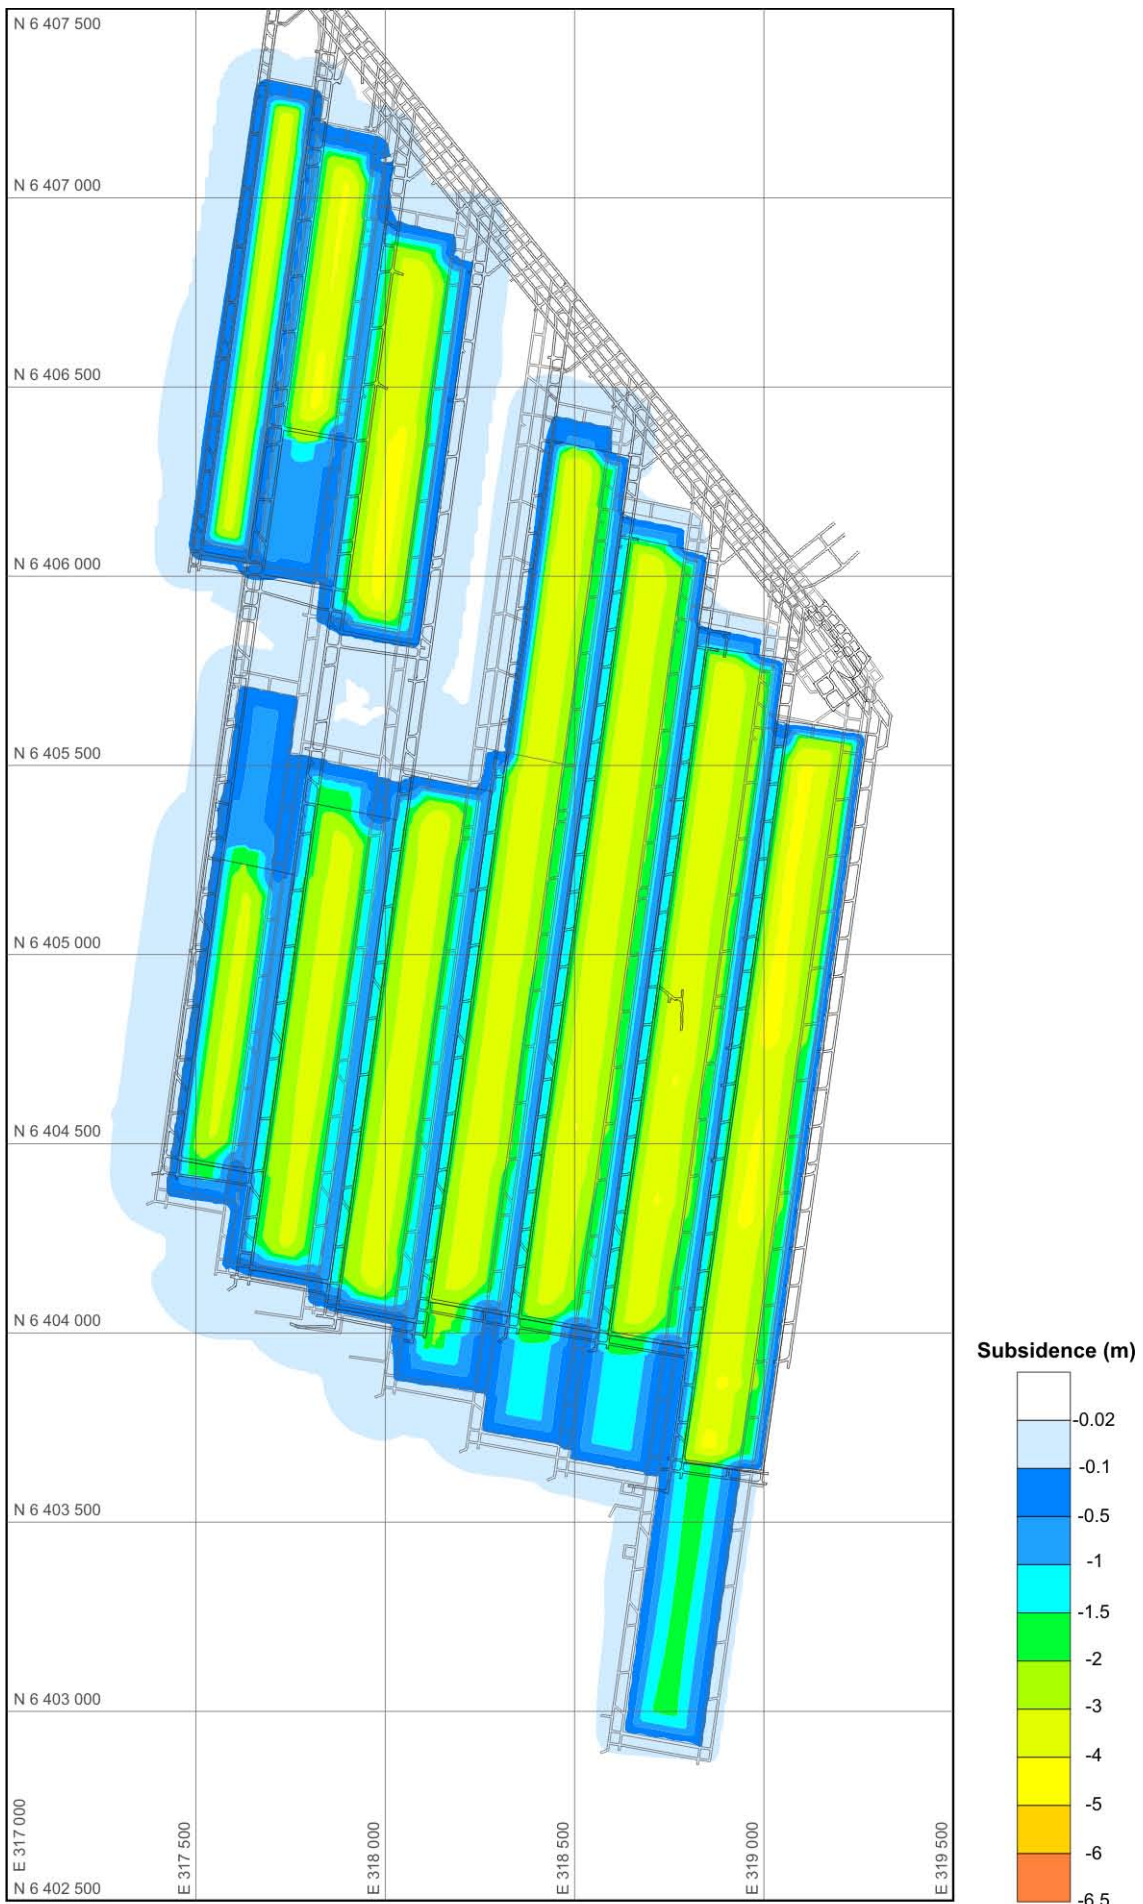 N 6 407 500
N 6 407 000
N 6 406 500
N 6 406 000
N 6 405 500
N 6 405 000
N 6 404 500
N 6 404 000
N 6 403 500
N 6 403 000
N 6 402 500
E 317 000
E 317 500
E 318 000
E 318 500
E 319 000
E 319 500
Subsidence (m)
-0.02
-0.1
-0.5
-1
-1.5
-2
-3
-4
-5
-6
-6.5